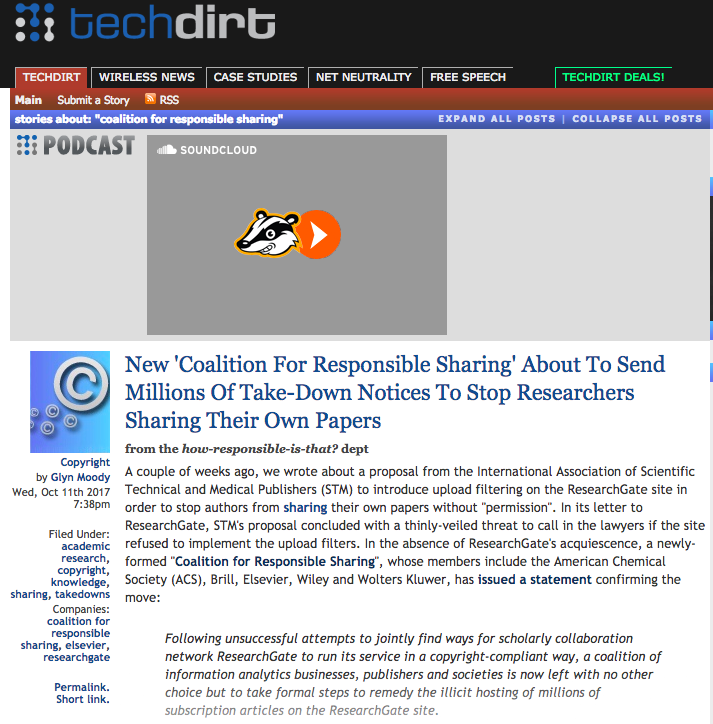 techdirt
TECHDIRT
WIRELESS NEWS
CASE STUDIES
NET NEUTRALITY
FREE SPEECH
TECHDIRT DEALS!
Main Submit a Story RSS
stories about: "coalition for responsible sharing"
EXPAND ALL POSTS | COLLAPSE ALL POSTS
PODCAST
SOUNDCLOUD
New 'Coalition For Responsible Sharing' About To Send
Millions Of Take-Down Notices To Stop Researchers
Sharing Their Own Papers
from the how-responsible-is-that? dept
Copyright
by Glyn Moody
Wed, Oct 11th 2017
7:38pm
Filed Under:
academic
research,
copyright,
knowledge,
sharing, takedowns
Companies:
coalition for
responsible
sharing, elsevier,
researchgate
Permalink.
Short link.
A couple of weeks ago, we wrote about a proposal from the International Association of Scientific
Technical and Medical Publishers (STM) to introduce upload filtering on the ResearchGate site in
order to stop authors from sharing their own papers without "permission". In its letter to
ResearchGate, STM's proposal concluded with a thinly-veiled threat to call in the lawyers if the site
refused to implement the upload filters. In the absence of ResearchGate's acquiescence, a newly-
formed "Coalition for Responsible Sharing", whose members include the American Chemical
Society (ACS), Brill, Elsevier, Wiley and Wolters Kluwer, has issued a statement confirming the
move:
Following unsuccessful attempts to jointly find ways for scholarly collaboration
network ResearchGate to run its service in a copyright-compliant way, a coalition of
information analytics businesses, publishers and societies is now left with no other
choice but to take formal steps to remedy the illicit hosting of millions of
subscription articles on the ResearchGate site.